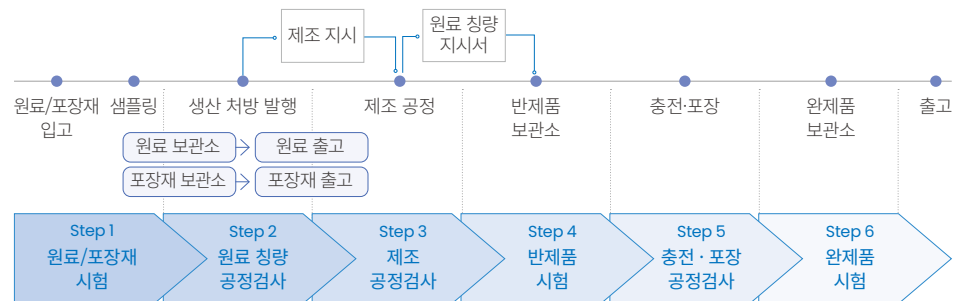 제조 지시
원료 칭량
지시서
원료/포장재
입고
샘플링
생산 처방 발행
제조 공정
반제품
보관소
충전·포장
완제품
보관소
출고
원료 보관소
원료 출고
포장재 보관소
포장재 출고
Step 1
원료/포장재
시험
Step 2
원료 칭량
공정검사
Step 3
제조
공정검사
Step 4
반제품
시험
Step 5
충전 · 포장
공정검사
Step 6
완제품
시험